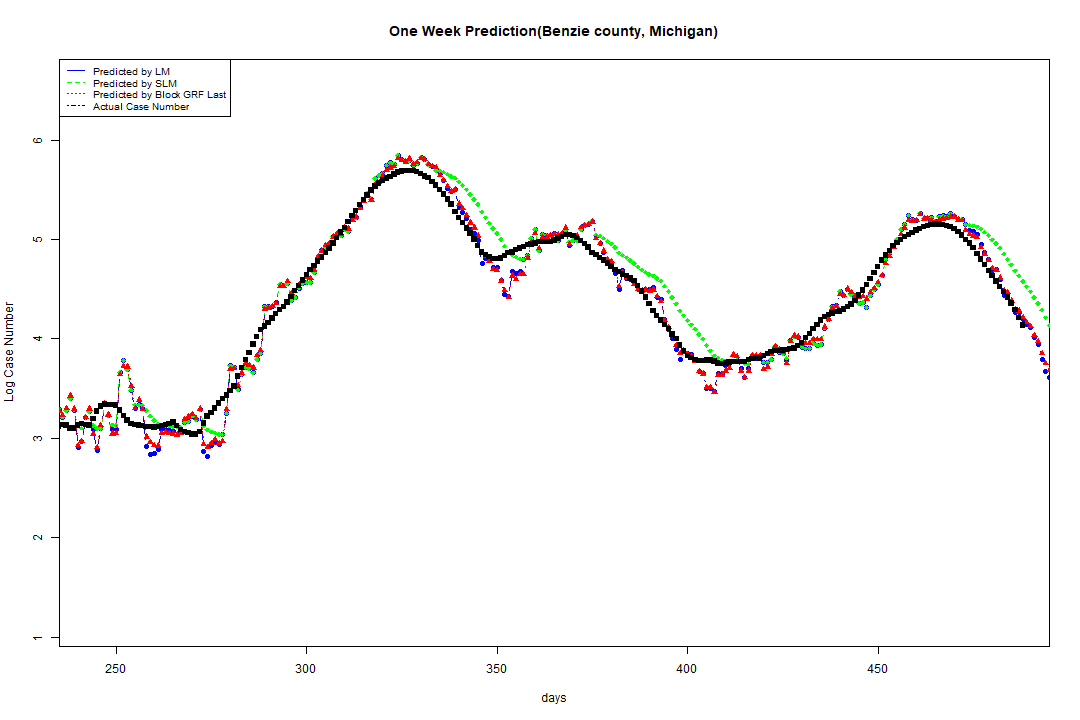 One Week Prediction(Benzie county, Michigan)
Predicted by LM
Predicted by SLM
Predicted by Block GRF Last
Actual Case Number
Log Case Number
6
5
4
3
2
1
250 300 350 400 450
days